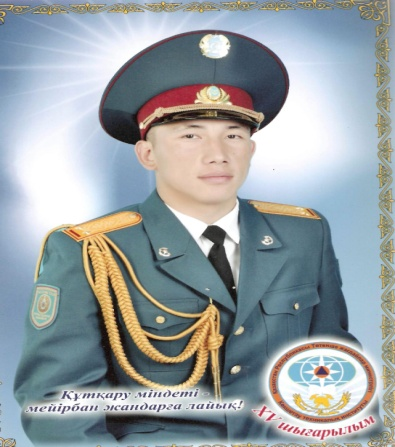 Құтқару міндеті -
мейірбан жандарға лайық!
XV шығарылым